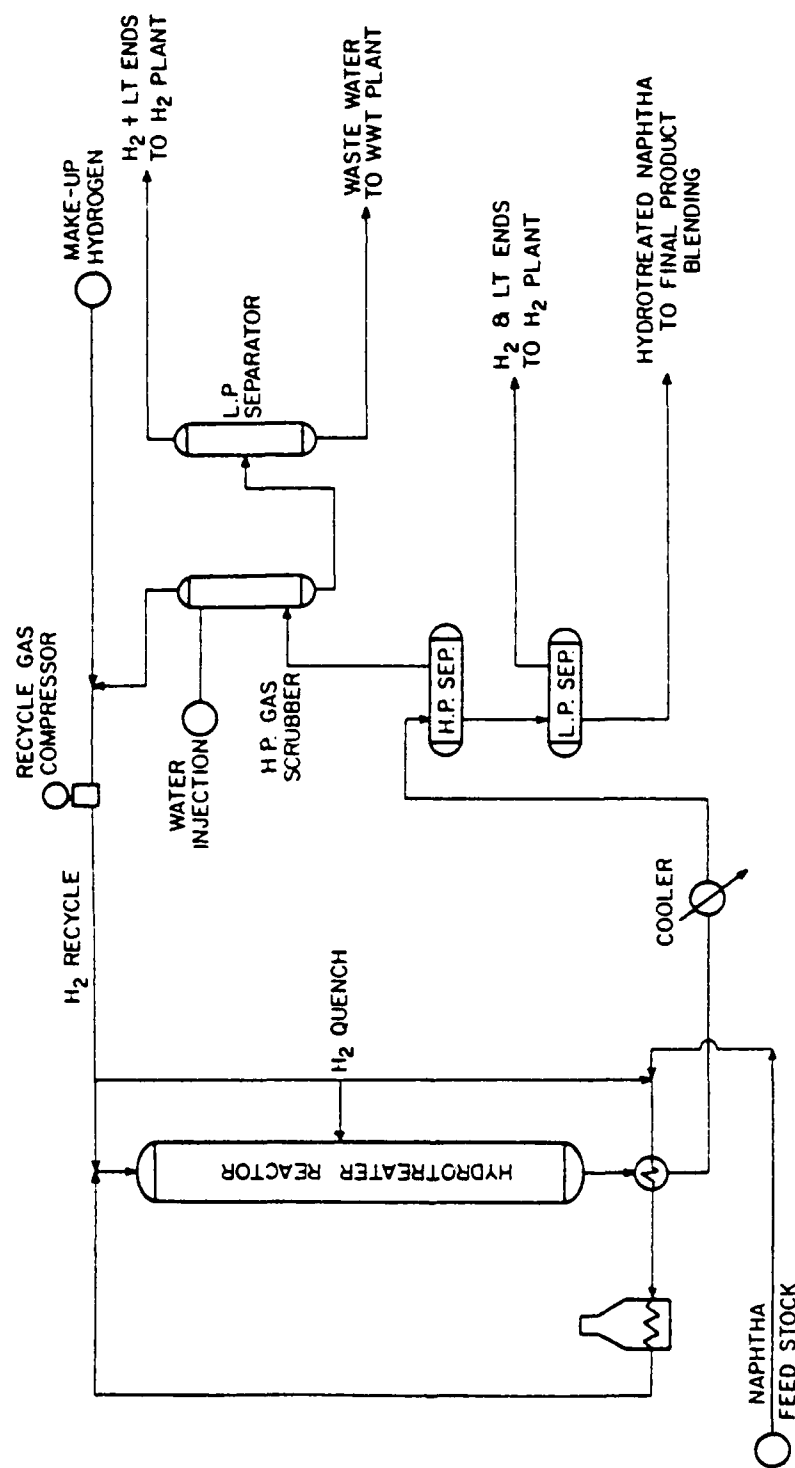 H2 + LT ENDS
TO H2 PLANT
MAKE-UP
HYDROGEN
WASTE WATER
TO WWT PLANT
L.P
SEPARATOR
H2 & LT ENDS
TO H2 PLANT
HYDROTREATED NAPHTHA
TO FINAL PRODUCT
BLENDING
RECYCLE GAS
COMPRESSOR
WATER
INJECTION
H P. GAS
SCRUBBER
H.P. SEP.
L.P. SEP.
H2 RECYCLE
H2 QUENCH
COOLER
HYDROTREATER REACTOR
NAPHTHA
FEED STOCK